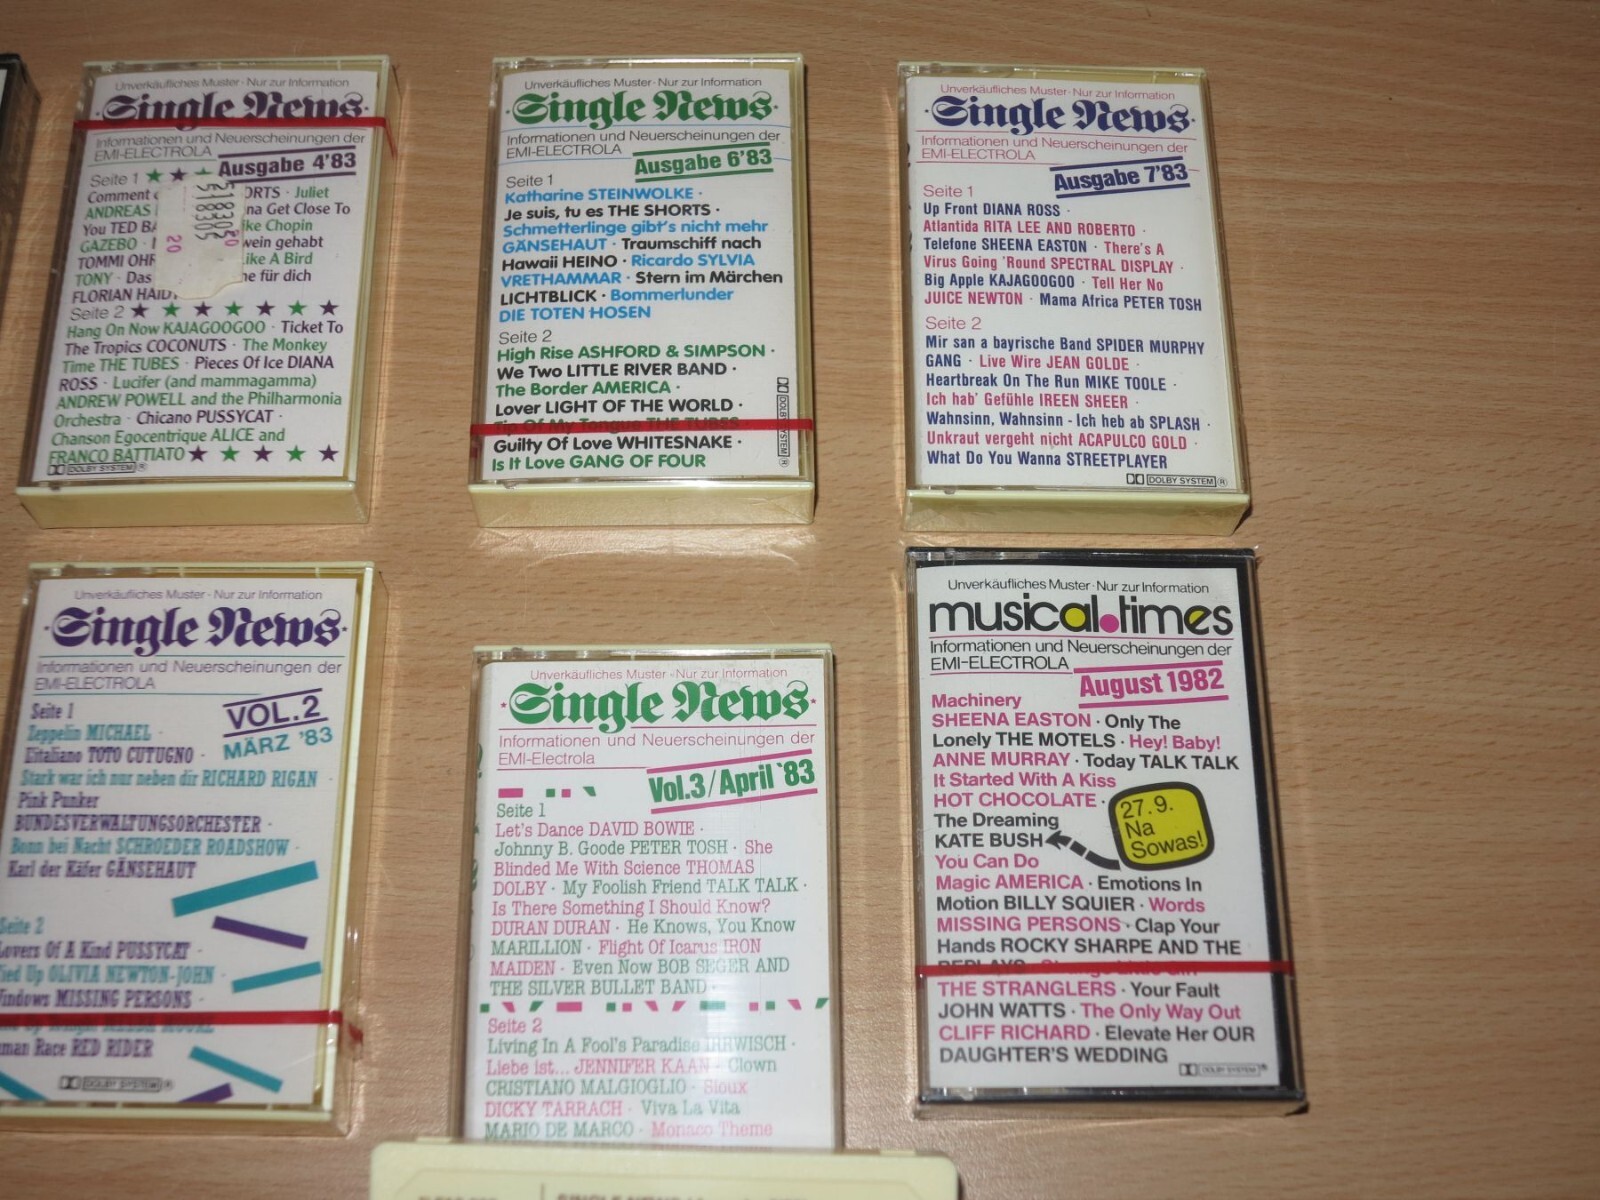 Unverkäufliches Muster · Nur zur Information
Single News
Informationen und Neuerscheinungen der
EMI-ELECTROLA
Ausgabe 4'83
Seite 1
Comment ORTS · Juliet
ANDREAS na Get Close To
You TED ike Chopin
GAZEBO · wein gehabt
TOMMI Like A Bird
TONY · Das e für dich
FLORIAN
Seite 2
Hang On Now KAJAGOOGOO · Ticket To
The Tropics COCONUTS · The Monkey
Time THE TUBES · Pieces Of Ice DIANA
ROSS · Lucifer (and mammagamma)
ANDREW POWELL and the Philharmonia
Orchestra · Chicano PUSSYCAT ·
Chanson Egocentrique ALICE and
FRANCO BATTIATO
DOLBY SYSTEM ®
Unverkäufliches Muster · Nur zur Information
Single News
Informationen und Neuerscheinungen der
EMI-ELECTROLA
Ausgabe 6'83
Seite 1
Katharine STEINWOLKE ·
Je suis, tu es THE SHORTS ·
Schmetterlinge gibt's nicht mehr
GÄNSEHAUT · Traumschiff nach
Hawaii HEINO · Ricardo SYLVIA
VRETHAMMAR · Stern im Märchen
LICHTBLICK · Bommerlunder
DIE TOTEN HOSEN
Seite 2
High Rise ASHFORD & SIMPSON ·
We Two LITTLE RIVER BAND ·
The Border AMERICA ·
Lover LIGHT OF THE WORLD ·
Tip Of My Tongue THE TUBES ·
Guilty Of Love WHITESNAKE ·
Is It Love GANG OF FOUR
DOLBY SYSTEM ®
Unverkäufliches Muster · Nur zur Information
Single News
Informationen und Neuerscheinungen der
EMI-ELECTROLA
Ausgabe 7'83
Seite 1
Up Front DIANA ROSS ·
Atlantida RITA LEE AND ROBERTO ·
Telefone SHEENA EASTON · There's A
Virus Going 'Round SPECTRAL DISPLAY ·
Big Apple KAJAGOOGOO · Tell Her No
JUICE NEWTON · Mama Africa PETER TOSH
Seite 2
Mir san a bayrische Band SPIDER MURPHY
GANG · Live Wire JEAN GOLDE ·
Heartbreak On The Run MIKE TOOLE ·
Ich hab' Gefühle IREEN SHEER ·
Wahnsinn, Wahnsinn - Ich heb ab SPLASH ·
Unkraut vergeht nicht ACAPULCO GOLD ·
What Do You Wanna STREETPLAYER
DOLBY SYSTEM ®
Unverkäufliches Muster · Nur zur Information
Single News
Informationen und Neuerscheinungen der
EMI-ELECTROLA
VOL.2
MÄRZ '83
Seite 1
Zeppelin MICHAEL ·
L'italiano TOTO CUTUGNO ·
Stark war ich nur neben dir RICHARD RIGAN ·
Pink Punker
BUNDESVERWALTUNGSORCHESTER ·
Bonn bei Nacht SCHROEDER ROADSHOW ·
Karl der Käfer GÄNSEHAUT
Seite 2
Lovers Of A Kind PUSSYCAT ·
Tied Up OLIVIA NEWTON-JOHN ·
Windows MISSING PERSONS ·
man Race RED RIDER
DOLBY SYSTEM ®
Unverkäufliches Muster · Nur zur Information
Single News
Informationen und Neuerscheinungen der
EMI-Electrola
Vol.3/April '83
Seite 1
Let's Dance DAVID BOWIE ·
Johnny B. Goode PETER TOSH · She
Blinded Me With Science THOMAS
DOLBY · My Foolish Friend TALK TALK ·
Is There Something I Should Know?
DURAN DURAN · He Knows, You Know
MARILLION · Flight Of Icarus IRON
MAIDEN · Even Now BOB SEGER AND
THE SILVER BULLET BAND ·
Seite 2
Living In A Fool's Paradise IRRWISCH ·
Liebe ist... JENNIFER KAAN · Clown
CRISTIANO MALGIOGLIO · Sioux
DICKY TARRACH · Viva La Vita
MARIO DE MARCO · Monaco Theme
Unverkäufliches Muster · Nur zur Information
musical·times
Informationen und Neuerscheinungen der
EMI-ELECTROLA
August 1982
Machinery
SHEENA EASTON · Only The
Lonely THE MOTELS · Hey! Baby!
ANNE MURRAY · Today TALK TALK
It Started With A Kiss
HOT CHOCOLATE ·
The Dreaming
KATE BUSH
27.9.
Na
Sowas!
You Can Do
Magic AMERICA · Emotions In
Motion BILLY SQUIER · Words
MISSING PERSONS · Clap Your
Hands ROCKY SHARPE AND THE
REPLAYS · Strange Little Girl
THE STRANGLERS · Your Fault
JOHN WATTS · The Only Way Out
CLIFF RICHARD · Elevate Her OUR
DAUGHTER'S WEDDING
DOLBY SYSTEM ®